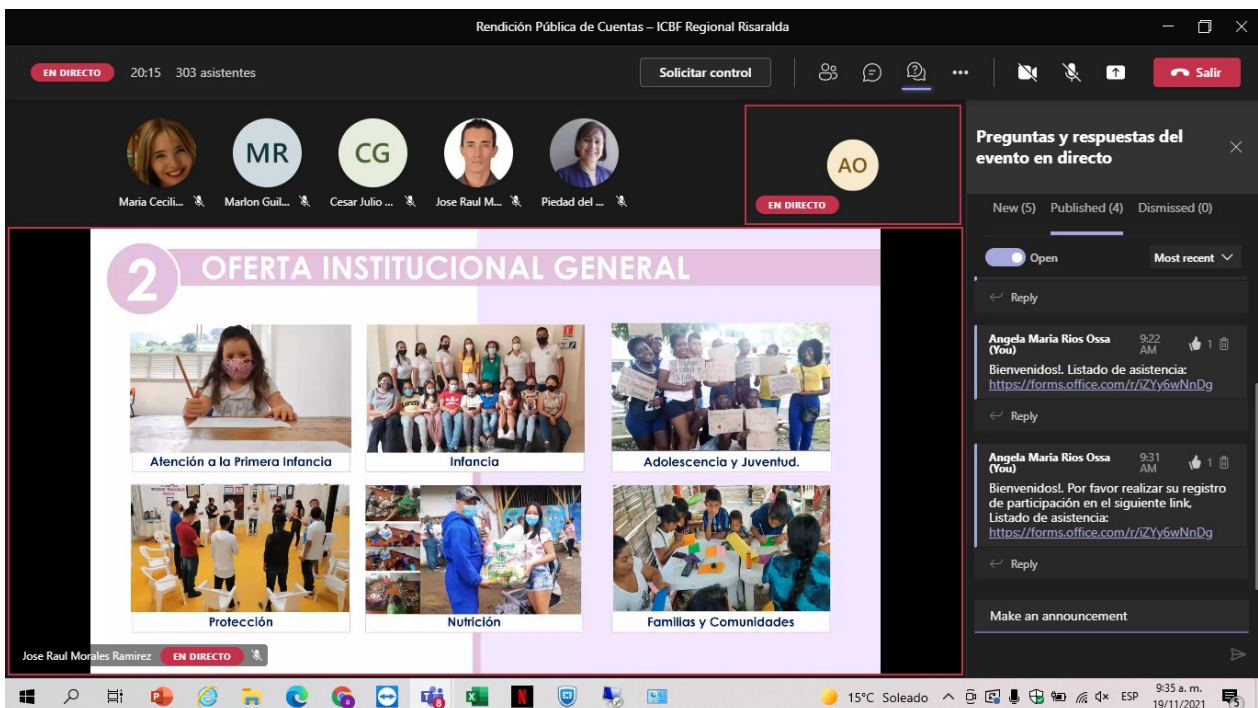 Rendición Pública de Cuentas – ICBF Regional Risaralda
EN DIRECTO 20:15 303 asistentes
Solicitar control
Salir
MR
CG
AO
Maria Cecili...
Marlon Guil...
Cesar Julio ...
Jose Raul M...
Piedad del ...
EN DIRECTO
2 OFERTA INSTITUCIONAL GENERAL
Atención a la Primera Infancia
Infancia
Adolescencia y Juventud.
Protección
Nutrición
Familias y Comunidades
Jose Raul Morales Ramirez EN DIRECTO
Preguntas y respuestas del
evento en directo
New (5) Published (4) Dismissed (0)
Open
Most recent
Reply
Angela Maria Rios Ossa
(You)
9:22
AM
1
Bienvenidos!. Listado de asistencia:
https://forms.office.com/r/iZYy6wNnDg
Reply
Angela Maria Rios Ossa
(You)
9:31
AM
1
Bienvenidos!. Por favor realizar su registro
de participación en el siguiente link,
Listado de asistencia:
https://forms.office.com/r/iZYy6wNnDg
Reply
Make an announcement
15°C Soleado
ESP
9:35 a. m.
19/11/2021